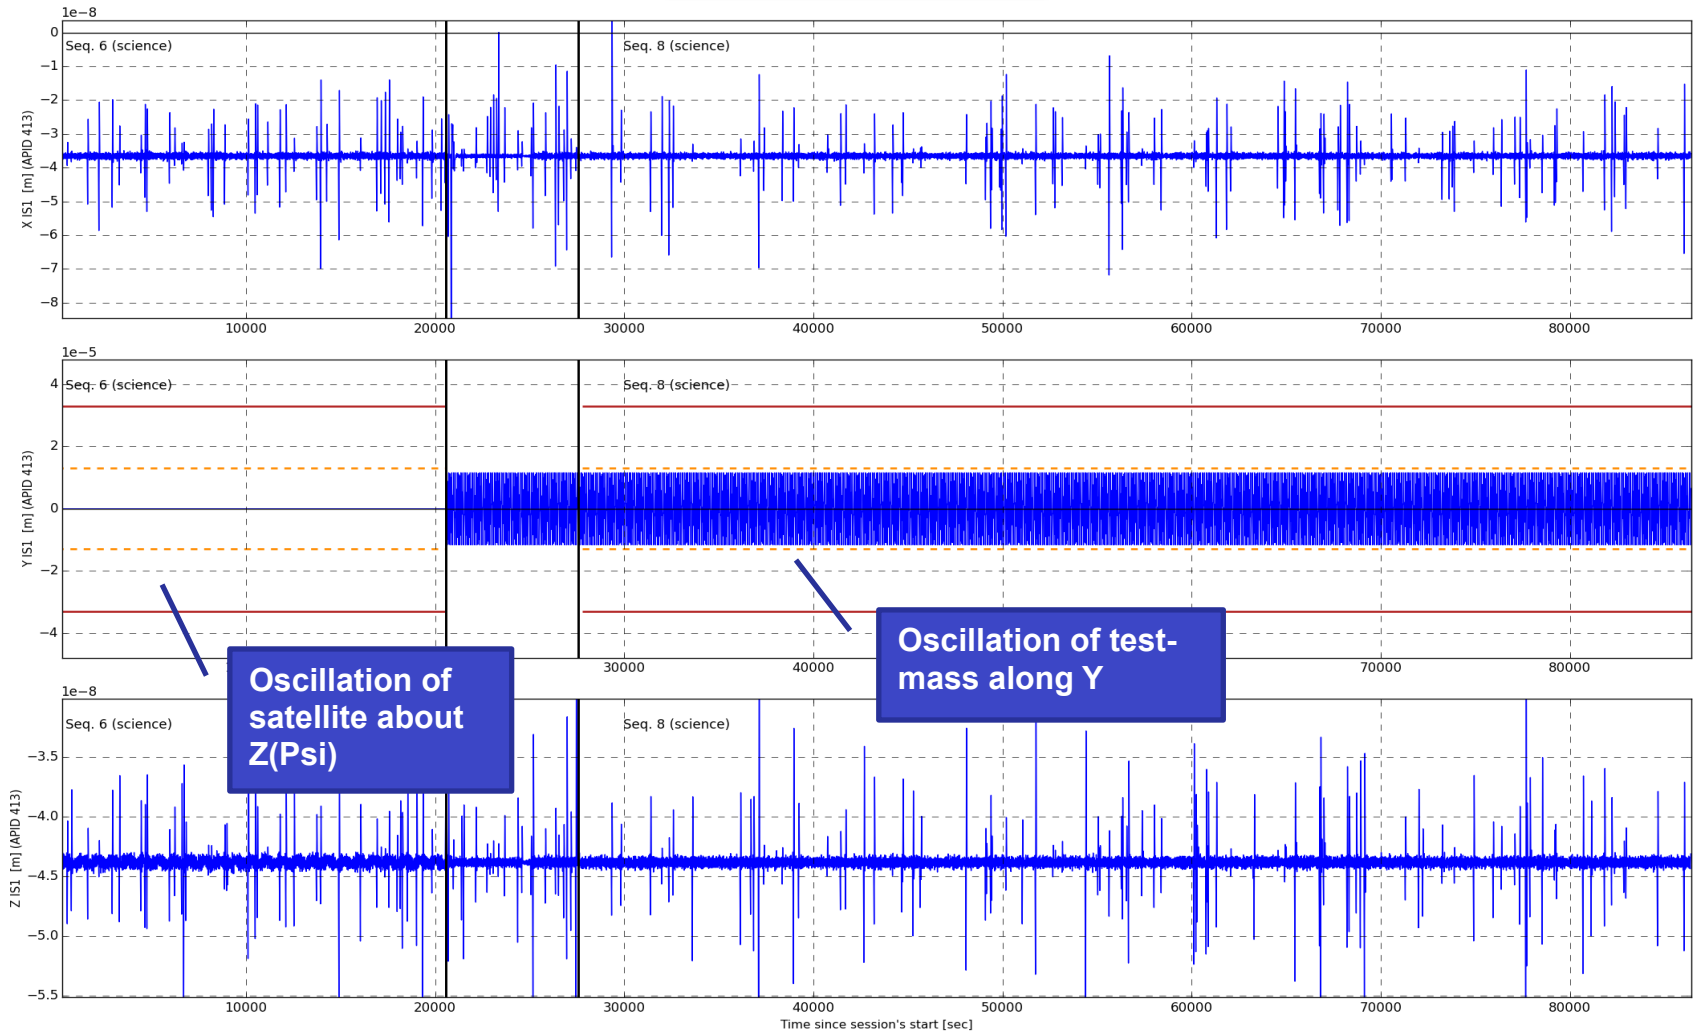 1e−8
Seq. 6 (science)
Seq. 8 (science)
0
−1
−2
−3
−4
−5
−6
−7
−8
X IS1 [m] (APID 413)
10000 20000 30000 40000 50000 60000 70000 80000
1e−5
Seq. 6 (science)
Seq. 8 (science)
4
2
0
−2
−4
Y IS1 [m] (APID 413)
30000 40000 70000 80000
Oscillation of
satellite about
Z(Psi)
Oscillation of test-
mass along Y
1e−8
Seq. 6 (science)
Seq. 8 (science)
−3.5
−4.0
−4.5
−5.0
−5.5
Z IS1 [m] (APID 413)
10000 20000 30000 40000 50000 60000 70000 80000
Time since session's start [sec]